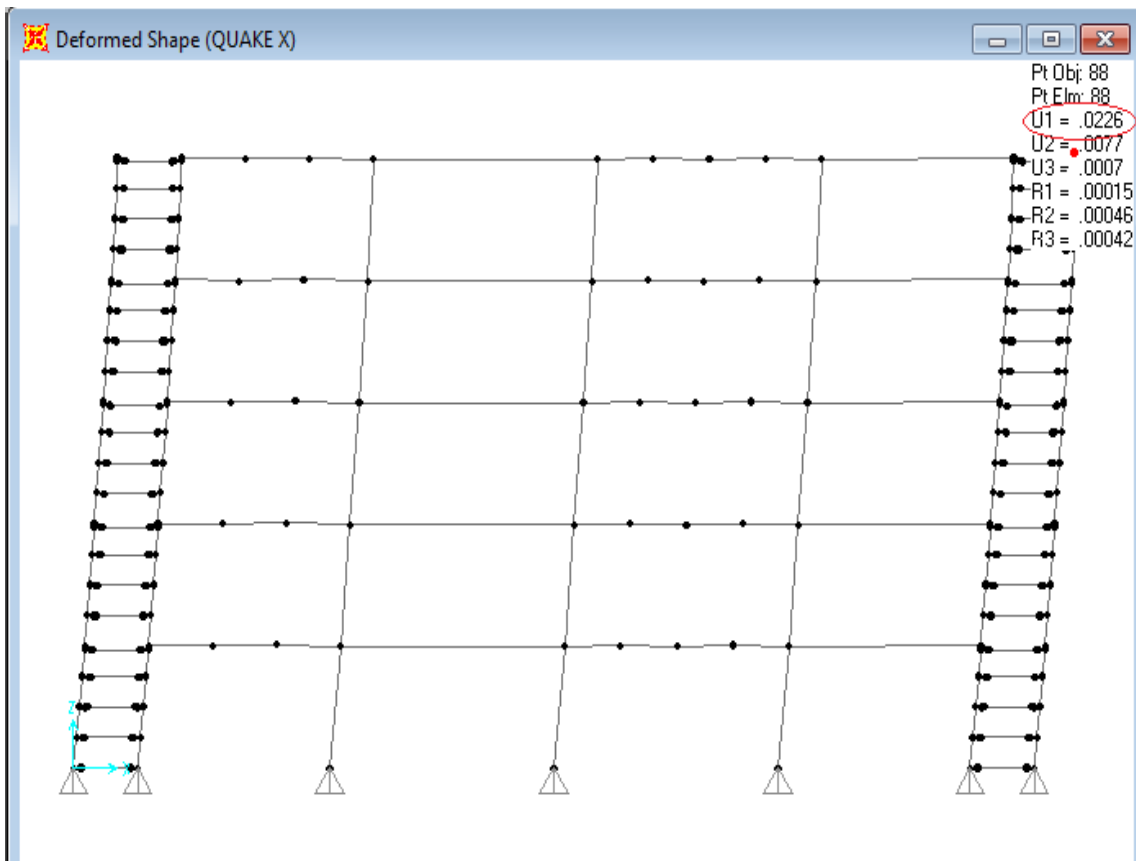 Deformed Shape (QUAKE X)
Pt Obj: 88
Pt Elm: 88
U1 = .0226
U2 = .0077
U3 = .0007
R1 = .00015
R2 = .00046
R3 = .00042
Z
X